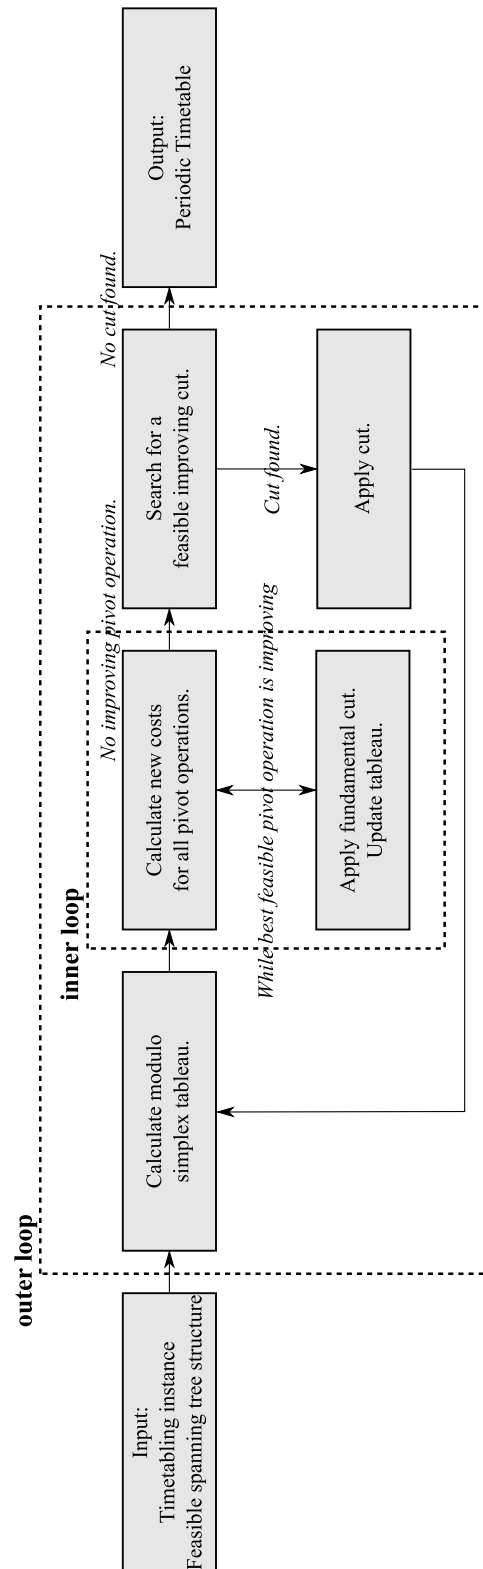 outer loop
inner loop
Input:
Timetabling instance
Feasible spanning tree structure
Calculate modulo
simplex tableau.
Calculate new costs
for all pivot operations.
No improving pivot operation.
While best feasible pivot operation is improving
Apply fundamental cut.
Update tableau.
Search for a
feasible improving cut.
No cut found.
Cut found.
Apply cut.
Output:
Periodic Timetable